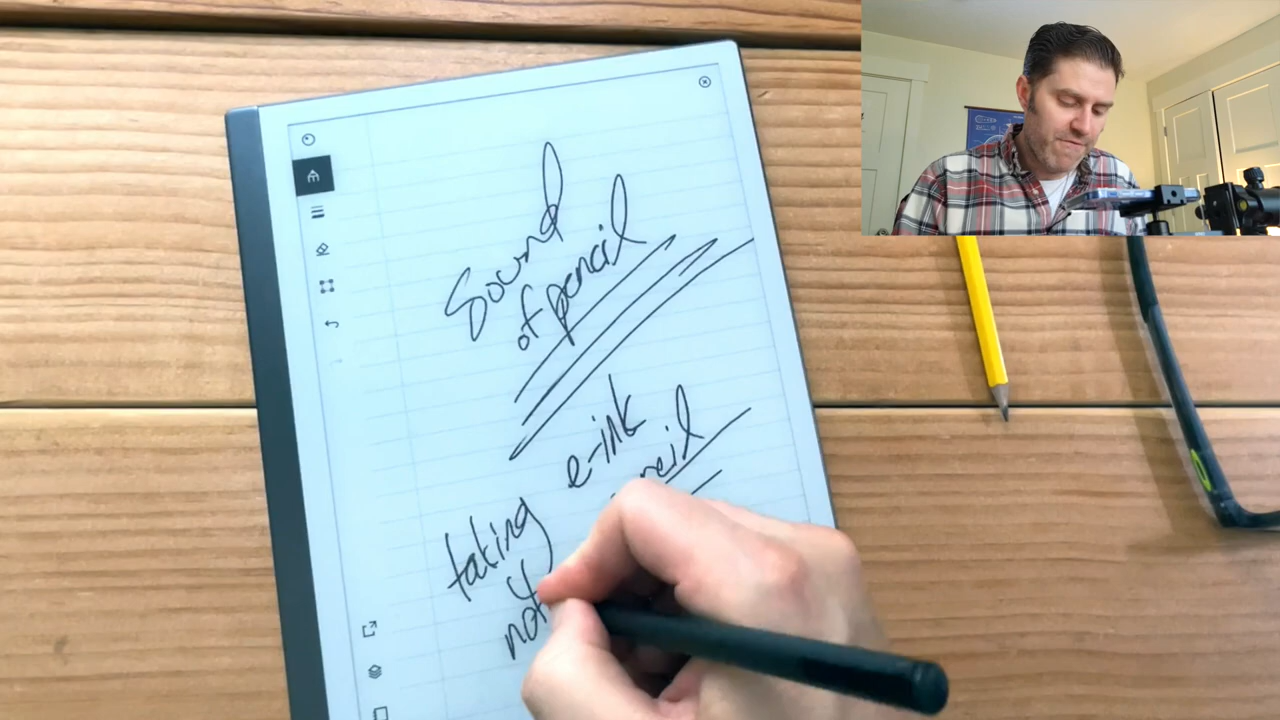 Sound
of pencil
e-ink
taking